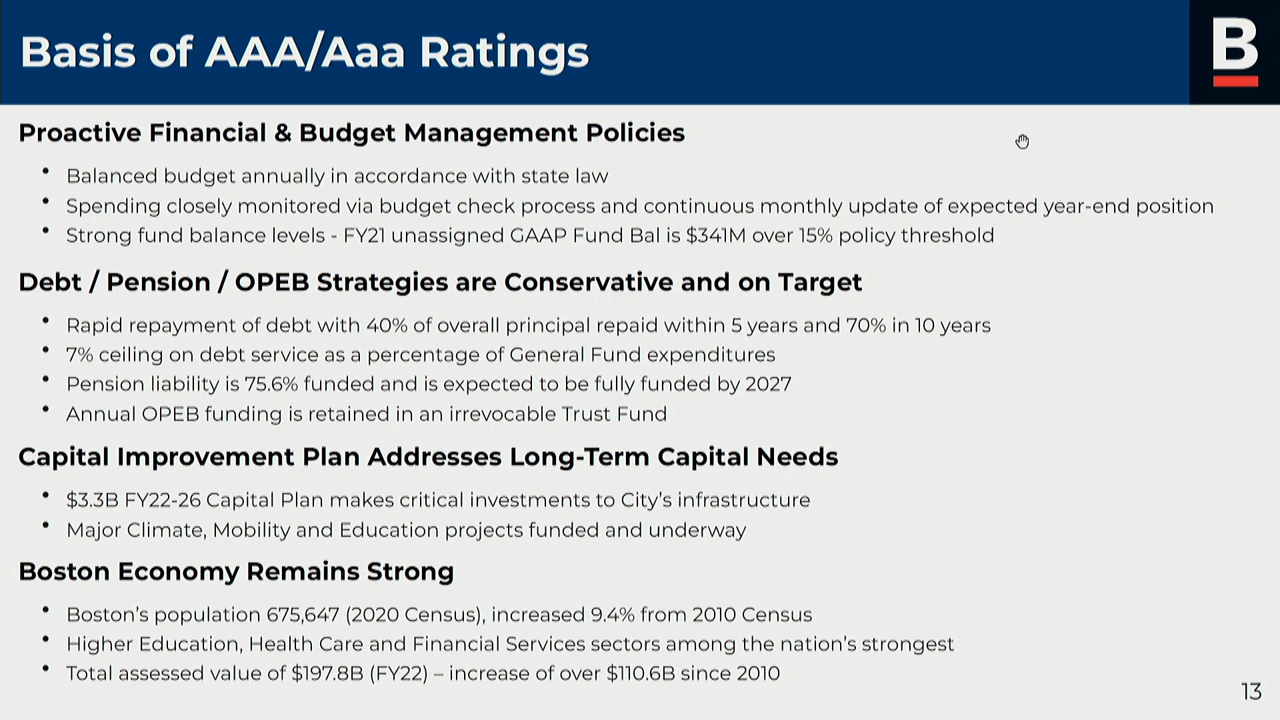 Basis of AAA/Aaa Ratings
B
Proactive Financial & Budget Management Policies
• Balanced budget annually in accordance with state law
• Spending closely monitored via budget check process and continuous monthly update of expected year-end position
• Strong fund balance levels - FY21 unassigned GAAP Fund Bal is $341M over 15% policy threshold
Debt / Pension / OPEB Strategies are Conservative and on Target
• Rapid repayment of debt with 40% of overall principal repaid within 5 years and 70% in 10 years
• 7% ceiling on debt service as a percentage of General Fund expenditures
• Pension liability is 75.6% funded and is expected to be fully funded by 2027
• Annual OPEB funding is retained in an irrevocable Trust Fund
Capital Improvement Plan Addresses Long-Term Capital Needs
• $3.3B FY22-26 Capital Plan makes critical investments to City's infrastructure
• Major Climate, Mobility and Education projects funded and underway
Boston Economy Remains Strong
• Boston's population 675,647 (2020 Census), increased 9.4% from 2010 Census
• Higher Education, Health Care and Financial Services sectors among the nation's strongest
• Total assessed value of $197.8B (FY22) – increase of over $110.6B since 2010
13